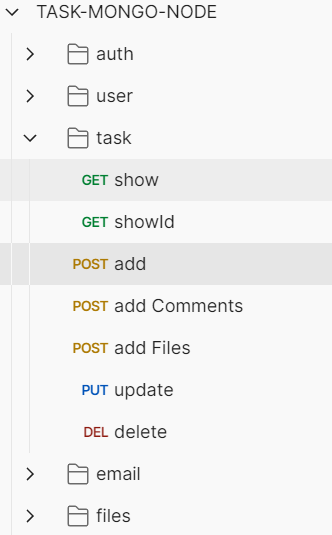 TASK-MONGO-NODE
auth
user
task
GET show
GET showId
POST add
POST add Comments
POST add Files
PUT update
DEL delete
email
files